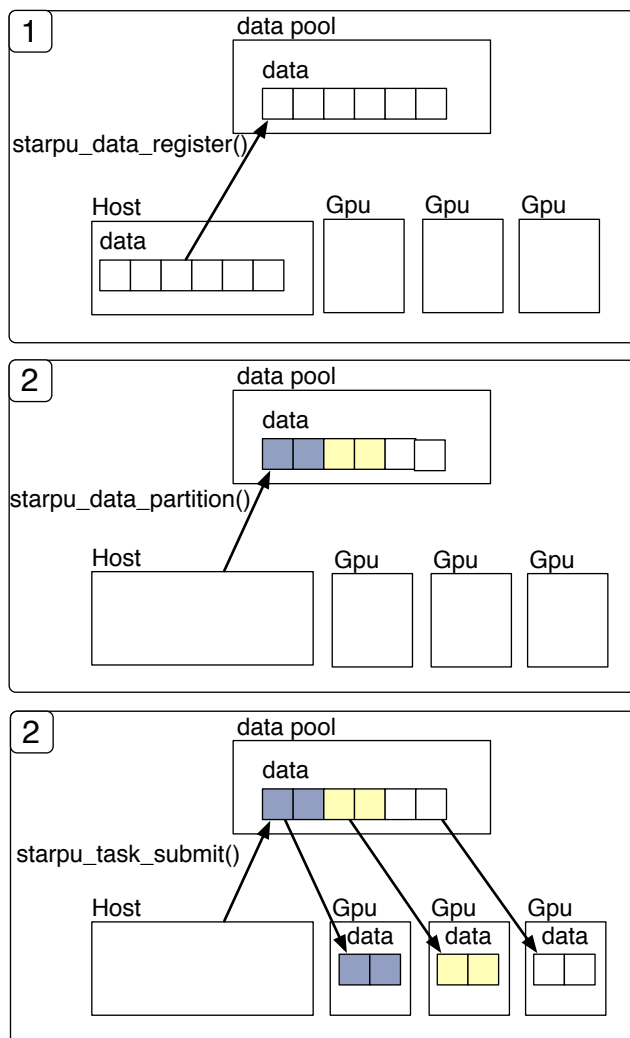 1
data pool
data
starpu_data_register()
Host
Gpu
Gpu
Gpu
data
2
data pool
data
starpu_data_partition()
Host
Gpu
Gpu
Gpu
2
data pool
data
starpu_task_submit()
Host
Gpu
Gpu
Gpu
data
data
data